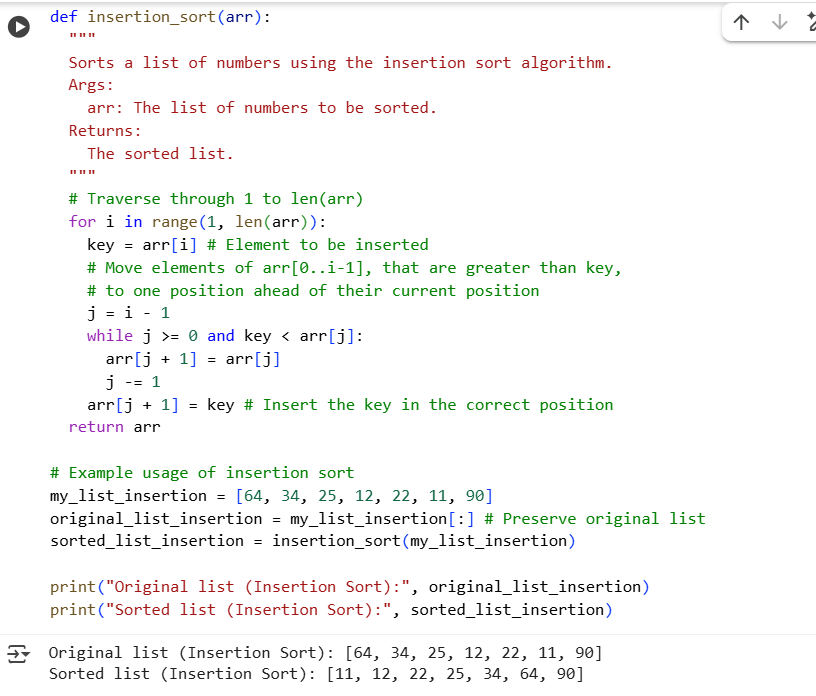 def insertion_sort(arr):
  """
  Sorts a list of numbers using the insertion sort algorithm.
  Args:
    arr: The list of numbers to be sorted.
  Returns:
    The sorted list.
  """
  # Traverse through 1 to len(arr)
  for i in range(1, len(arr)):
    key = arr[i] # Element to be inserted
    # Move elements of arr[0..i-1], that are greater than key,
    # to one position ahead of their current position
    j = i - 1
    while j >= 0 and key < arr[j]:
      arr[j + 1] = arr[j]
      j -= 1
    arr[j + 1] = key # Insert the key in the correct position
  return arr

# Example usage of insertion sort
my_list_insertion = [64, 34, 25, 12, 22, 11, 90]
original_list_insertion = my_list_insertion[:] # Preserve original list
sorted_list_insertion = insertion_sort(my_list_insertion)

print("Original list (Insertion Sort):", original_list_insertion)
print("Sorted list (Insertion Sort):", sorted_list_insertion)

Original list (Insertion Sort): [64, 34, 25, 12, 22, 11, 90]
Sorted list (Insertion Sort): [11, 12, 22, 25, 34, 64, 90]